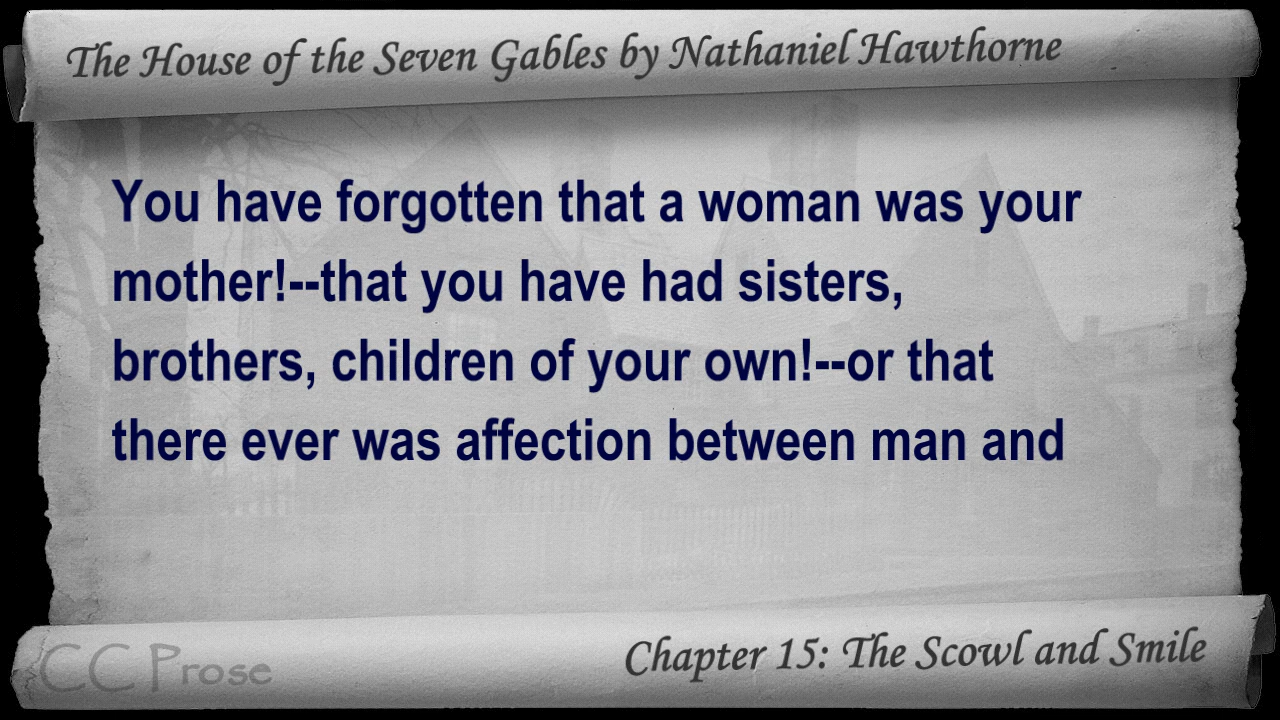 The House of the Seven Gables by Nathaniel Hawthorne
You have forgotten that a woman was your
mother!--that you have had sisters,
brothers, children of your own!--or that
there ever was affection between man and
CC Prose
Chapter 15: The Scowl and Smile